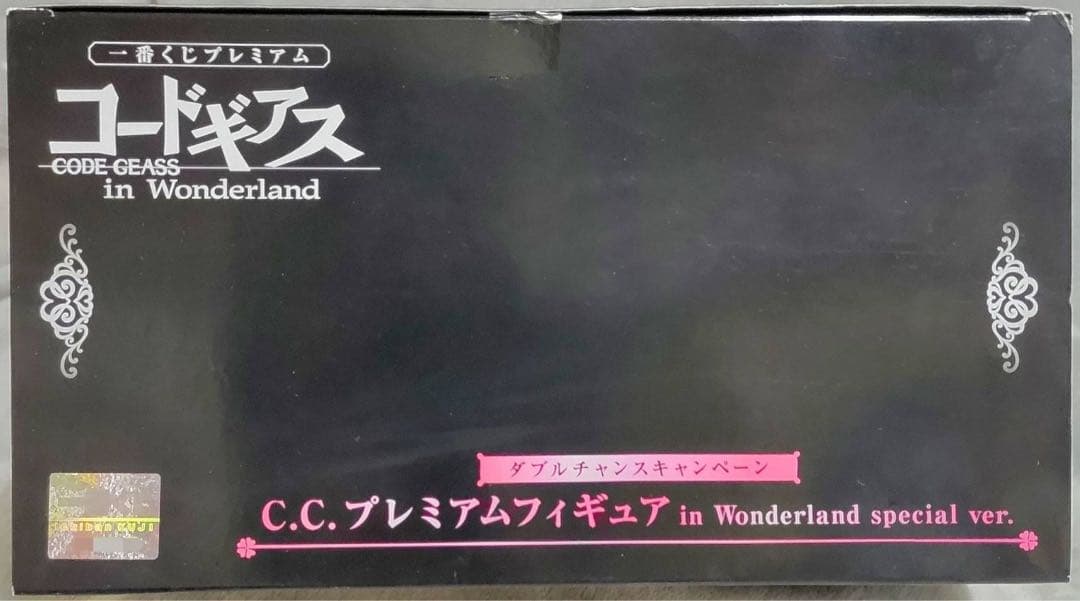 一番くじプレミアム
コードギアス
CODE GEASS
in Wonderland
ダブルチャンスキャンペーン
Ichiban KUJI
C.C.プレミアムフィギュア in Wonderland special ver.